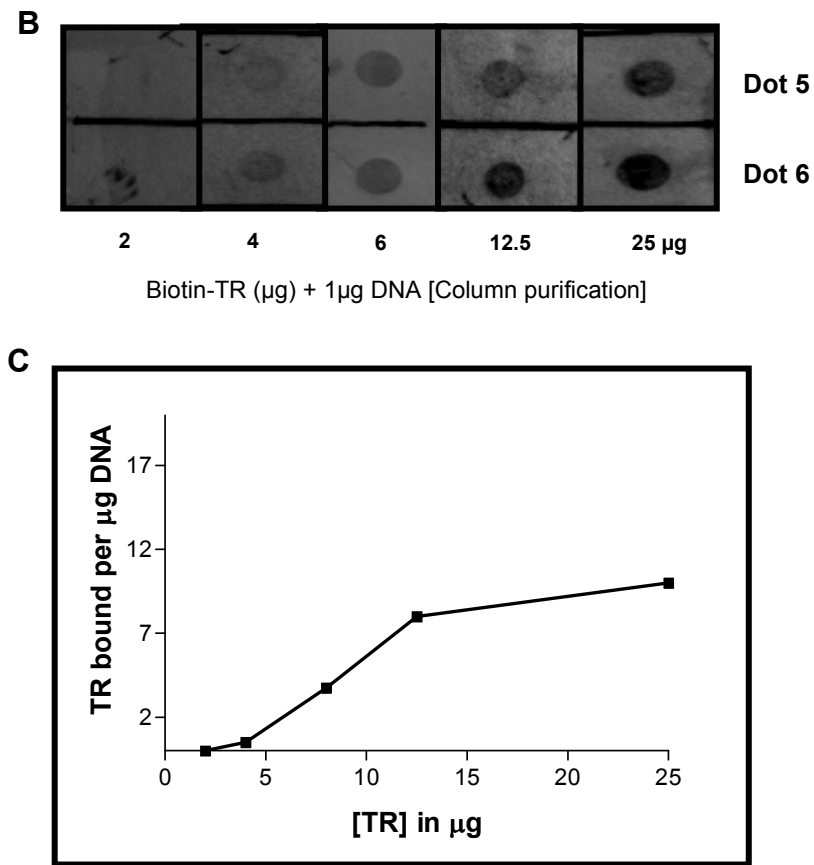 B
Dot 5
Dot 6
2 4 6 12.5 25 µg
Biotin-TR (µg) + 1µg DNA [Column purification]
C
TR bound per µg DNA
17
12
7
2
0 5 10 15 20 25
[TR] in µg